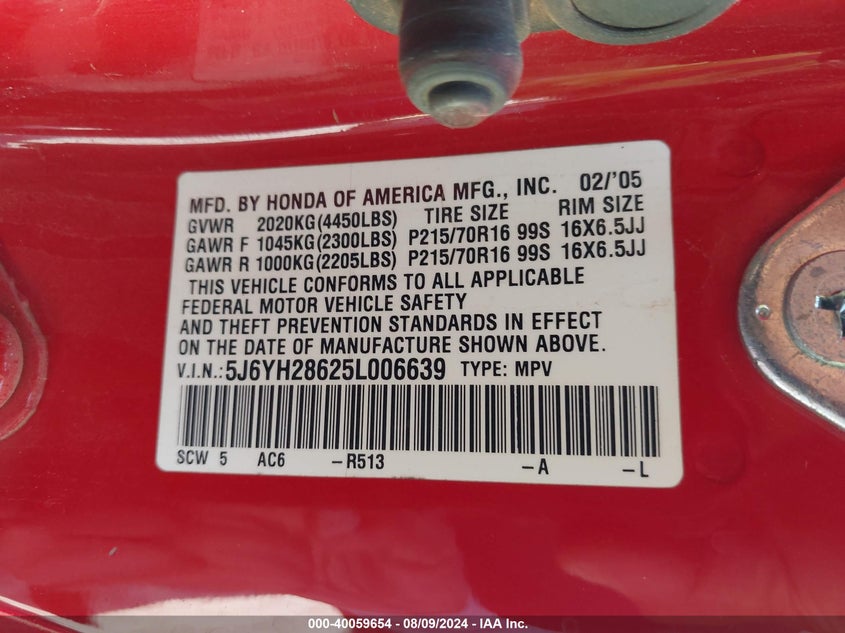 MFD. BY HONDA OF AMERICA MFG., INC. 02/'05
GVWR 2020KG(4450LBS) TIRE SIZE RIM SIZE
GAWR F 1045KG(2300LBS) P215/70R16 99S 16X6.5JJ
GAWR R 1000KG(2205LBS) P215/70R16 99S 16X6.5JJ
THIS VEHICLE CONFORMS TO ALL APPLICABLE
FEDERAL MOTOR VEHICLE SAFETY
AND THEFT PREVENTION STANDARDS IN EFFECT
ON THE DATE OF MANUFACTURE SHOWN ABOVE.
V.I.N.: 5J6YH28625L006639 TYPE: MPV
SCW 5 AC6 -R513 -A -L
000-40059654 - 08/09/2024 - IAA Inc.